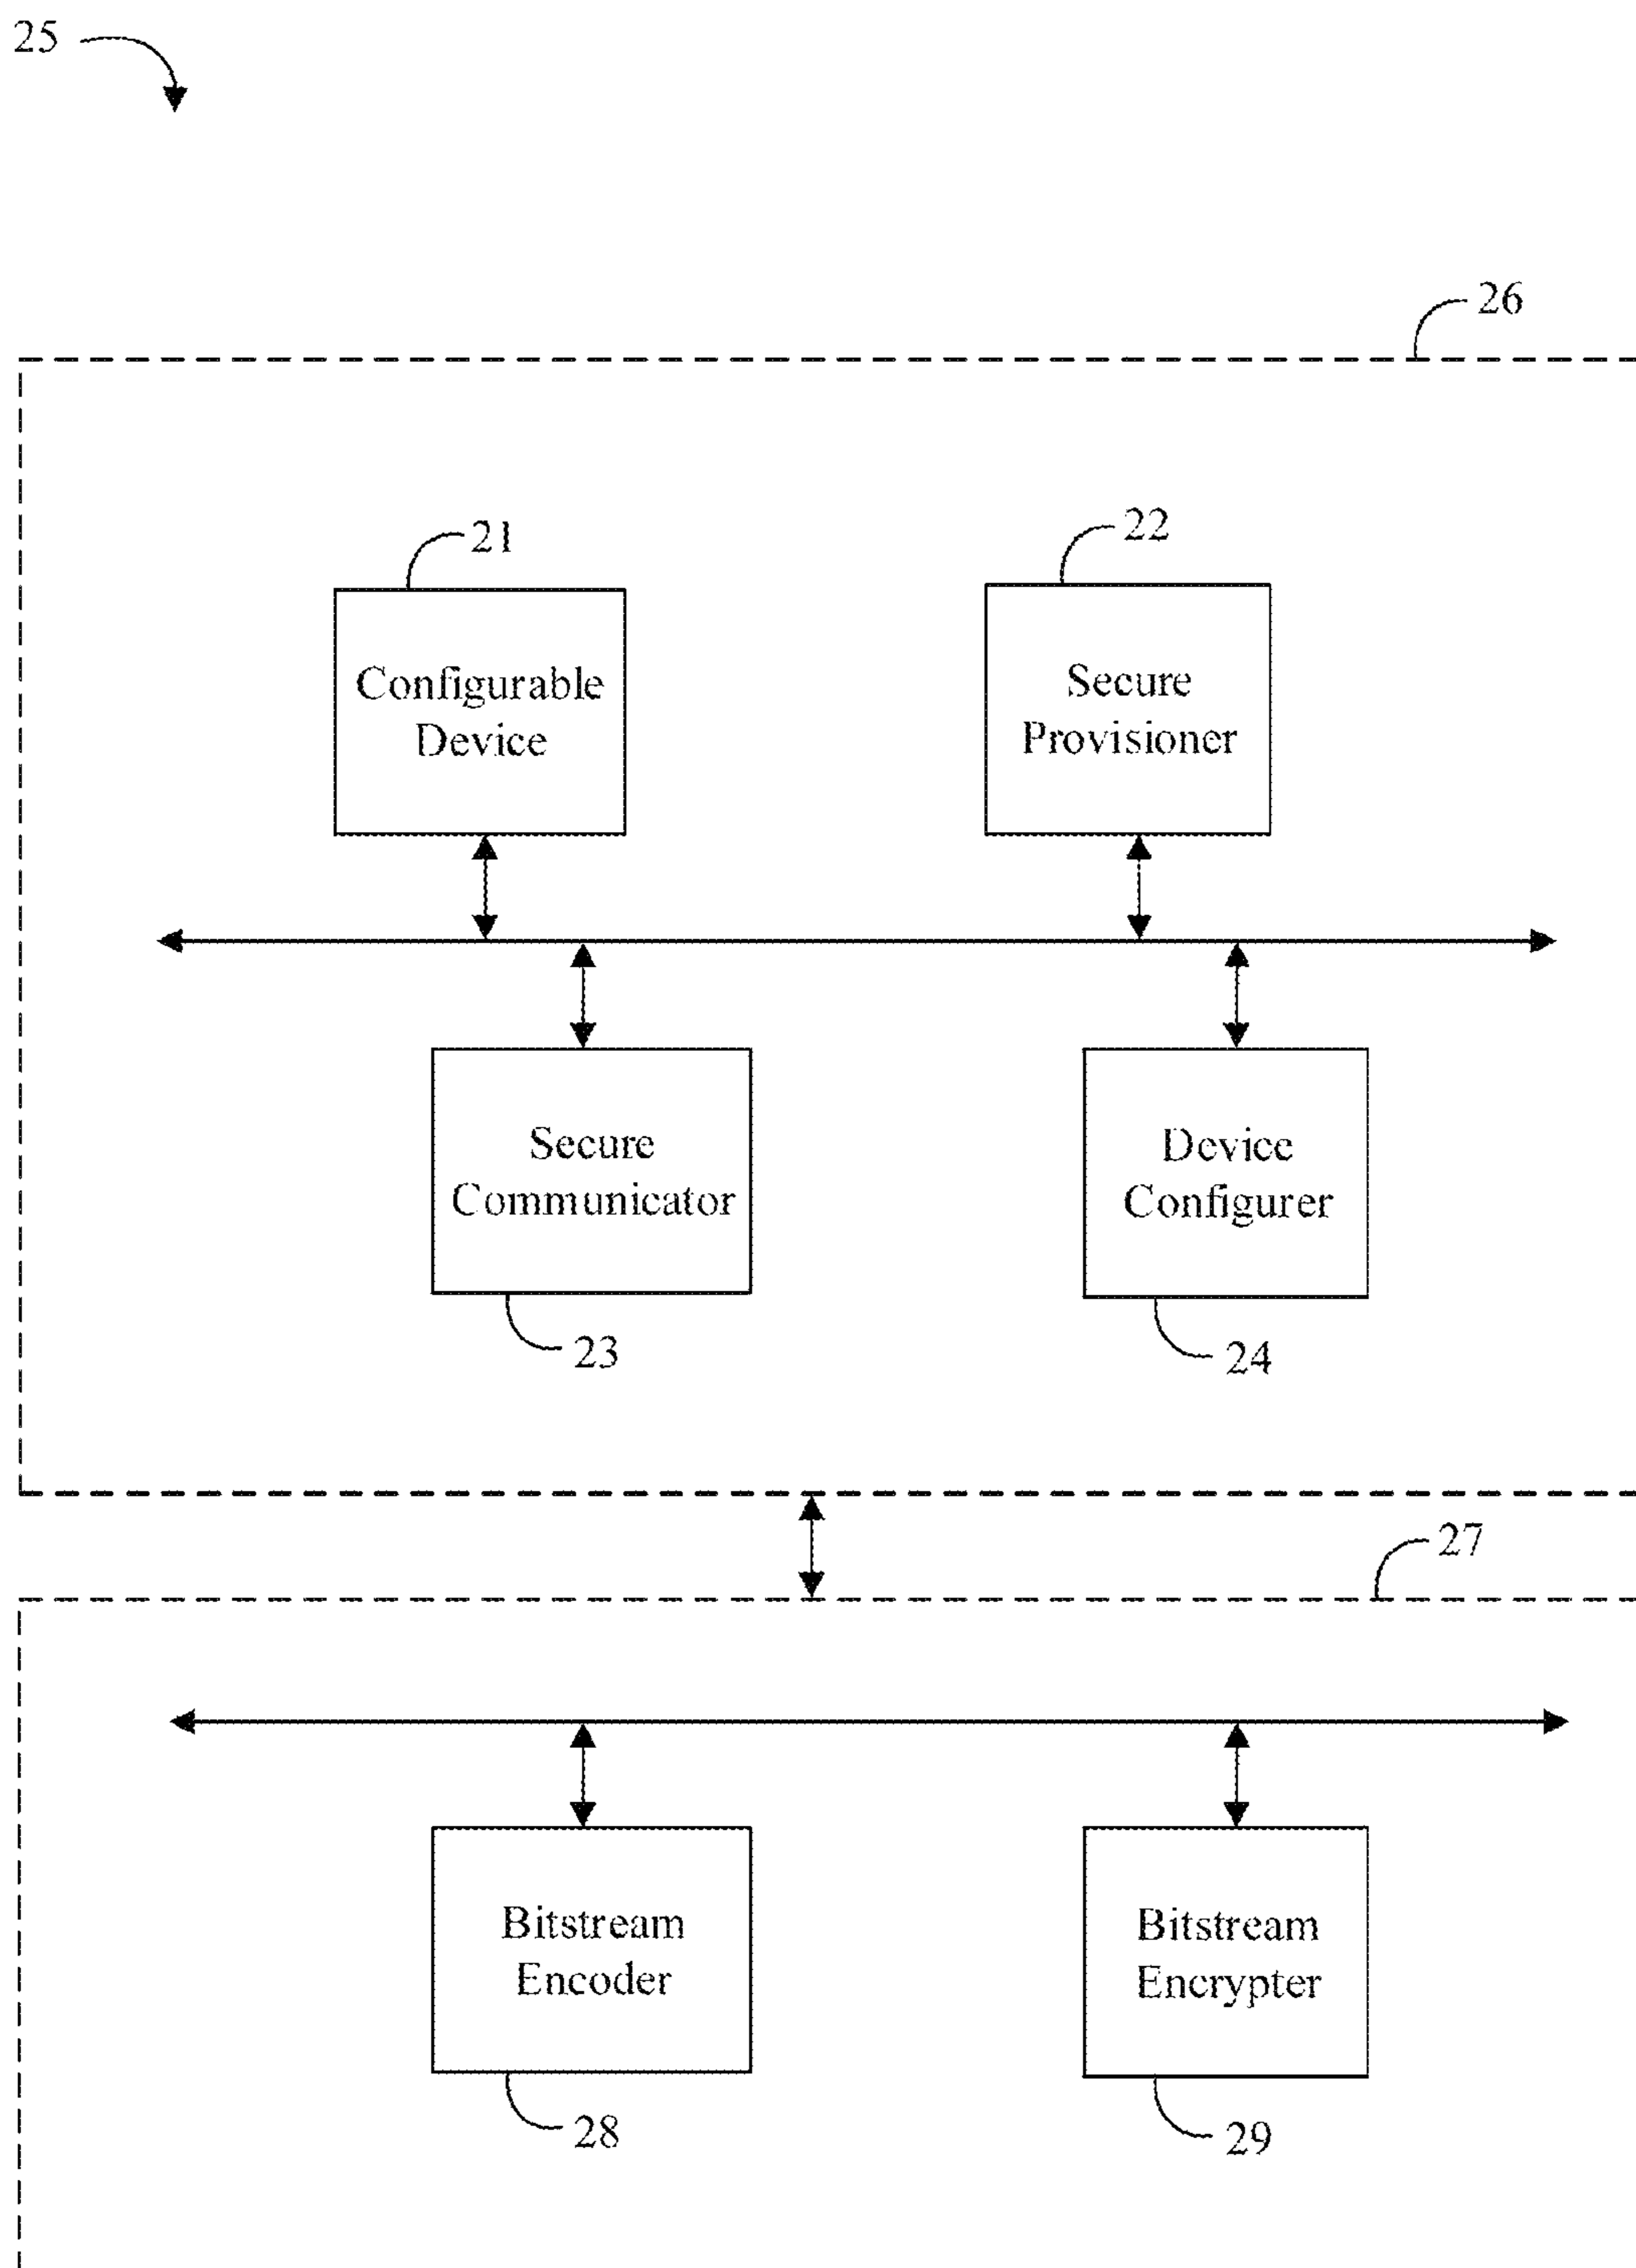 25
26
21
22
Configurable
Device
Secure
Provisioner
Secure
Communicator
Device
Configurer
23
24
27
Bitstream
Encoder
Bitstream
Encrypter
28
29